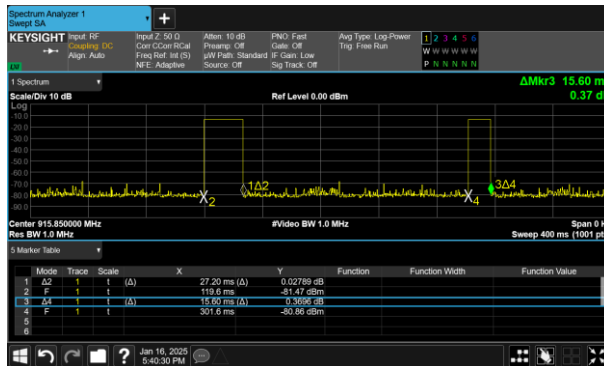 Spectrum Analyzer 1
Swept SA
KEYSIGHT Input: RF Input Z: 50 Ω Atten: 10 dB PNO: Fast Avg Type: Log-Power 1 2 3 4 5 6
Coupling: DC Corr CCorr RCal Preamp: Off Gate: Off Trig: Free Run W W W W W W
Align: Auto Freq Ref: Int (S) µW Path: Standard IF Gain: Low P N N N N N
NFE: Adaptive Source: Off Sig Track: Off
1 Spectrum ΔMkr3 15.60 m
Scale/Div 10 dB Ref Level 0.00 dBm 0.37 d
Log
-10.0
-20.0
-30.0
-40.0
-50.0
-60.0
-70.0
-80.0
-90.0
1Δ2
3Δ4
X2
X4
Center 915.850000 MHz #Video BW 1.0 MHz Span 0 H
Res BW 1.0 MHz Sweep 400 ms (1001 pt
5 Marker Table
Mode Trace Scale X Y Function Function Width Function Value
1 Δ2 1 t (Δ) 27.20 ms (Δ) 0.02789 dB
2 F 1 t 119.6 ms -81.47 dBm
3 Δ4 1 t (Δ) 15.60 ms (Δ) 0.3696 dB
4 F 1 t 301.6 ms -80.86 dBm
5
6
? Jan 16, 2025
5:40:30 PM